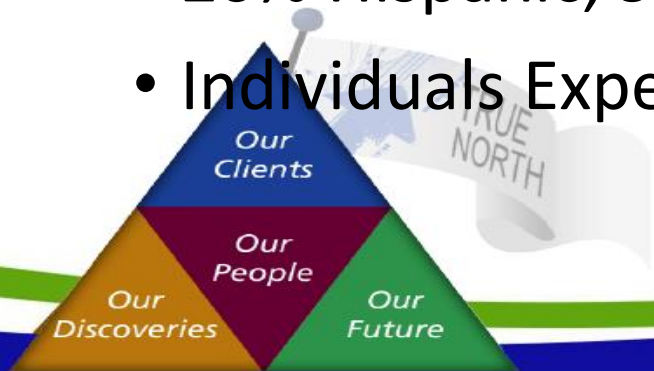 • Individuals Expe
TRUE
NORTH
Our
Clients
Our
People
Our
Discoveries
Our
Future